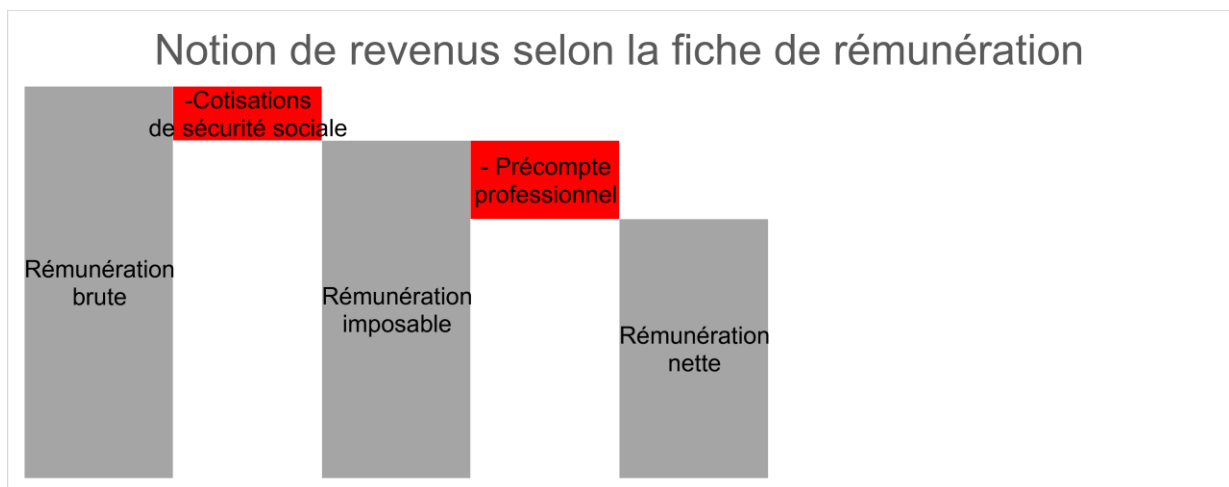 Notion de revenus selon la fiche de rémunération
-Cotisations
de sécurité sociale
- Précompte
professionnel
Rémunération
brute
Rémunération
imposable
Rémunération
nette